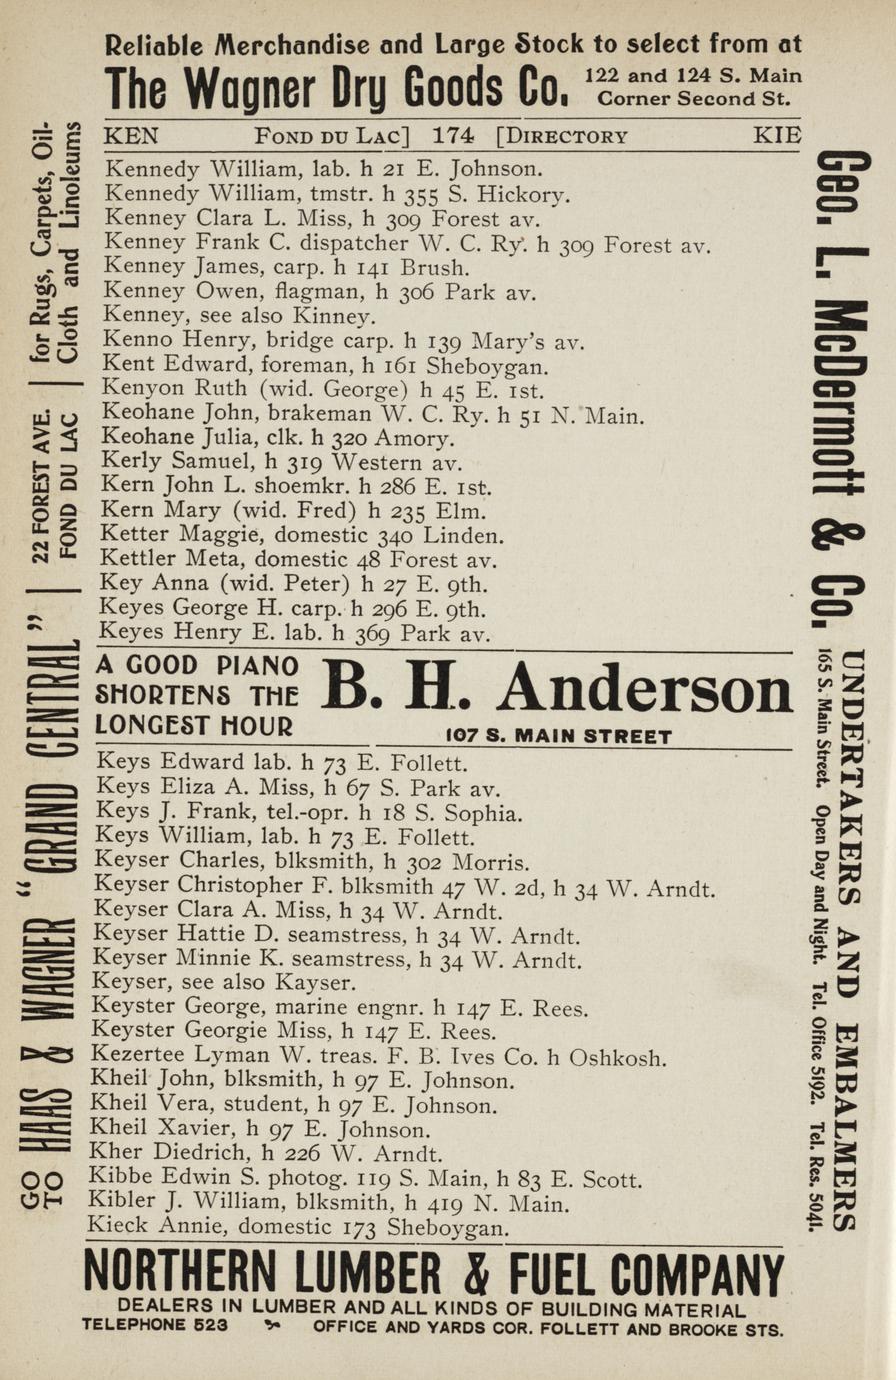 Reliable Merchandise and Large Stock to select from at
The Wagner Dry Goods Co. 122 and 124 S. Main
Corner Second St.
KEN FOND DU LAC] 174 [DIRECTORY KIE
Kennedy William, lab. h 21 E. Johnson.
Kennedy William, tmstr. h 355 S. Hickory.
Kenney Clara L. Miss, h 309 Forest av.
Kenney Frank C. dispatcher W. C. Ry. h 309 Forest av.
Kenney James, carp. h 141 Brush.
Kenney Owen, flagman, h 306 Park av.
Kenney, see also Kinney.
Kenno Henry, bridge carp. h 139 Mary's av.
Kent Edward, foreman, h 161 Sheboygan.
Kenyon Ruth (wid. George) h 45 E. 1st.
Keohane John, brakeman W. C. Ry. h 51 N. Main.
Keohane Julia, clk. h 320 Amory.
Kerly Samuel, h 319 Western av.
Kern John L. shoemkr. h 286 E. 1st.
Kern Mary (wid. Fred) h 235 Elm.
Ketter Maggie, domestic 340 Linden.
Kettler Meta, domestic 48 Forest av.
Key Anna (wid. Peter) h 27 E. 9th.
Keyes George H. carp. h 296 E. 9th.
Keyes Henry E. lab. h 369 Park av.
A GOOD PIANO
SHORTENS THE
LONGEST HOUR
B. H. Anderson
107 S. MAIN STREET
Keys Edward lab. h 73 E. Follett.
Keys Eliza A. Miss, h 67 S. Park av.
Keys J. Frank, tel.-opr. h 18 S. Sophia.
Keys William, lab. h 73 E. Follett.
Keyser Charles, blksmith, h 302 Morris.
Keyser Christopher F. blksmith 47 W. 2d, h 34 W. Arndt.
Keyser Clara A. Miss, h 34 W. Arndt.
Keyser Hattie D. seamstress, h 34 W. Arndt.
Keyser Minnie K. seamstress, h 34 W. Arndt.
Keyser, see also Kayser.
Keyster George, marine engnr. h 147 E. Rees.
Keyster Georgie Miss, h 147 E. Rees.
Kezertee Lyman W. treas. F. B. Ives Co. h Oshkosh.
Kheil John, blksmith, h 97 E. Johnson.
Kheil Vera, student, h 97 E. Johnson.
Kheil Xavier, h 97 E. Johnson.
Kher Diedrich, h 226 W. Arndt.
Kibbe Edwin S. photog. 119 S. Main, h 83 E. Scott.
Kibler J. William, blksmith, h 419 N. Main.
Kieck Annie, domestic 173 Sheboygan.
NORTHERN LUMBER & FUEL COMPANY
DEALERS IN LUMBER AND ALL KINDS OF BUILDING MATERIAL
TELEPHONE 523 OFFICE AND YARDS COR. FOLLETT AND BROOKE STS.
GO TO HAAS & WAGNER "GRAND CENTRAL"
22 FOREST AVE.
FOND DU LAC
for Rugs, Carpets, Oil-
Cloth and Linoleums
Geo. L. McDermott & Co.
UNDERTAKERS AND EMBALMERS
165 S. Main Street. Open Day and Night. Tel. Office 5192. Tel. Res. 5041.